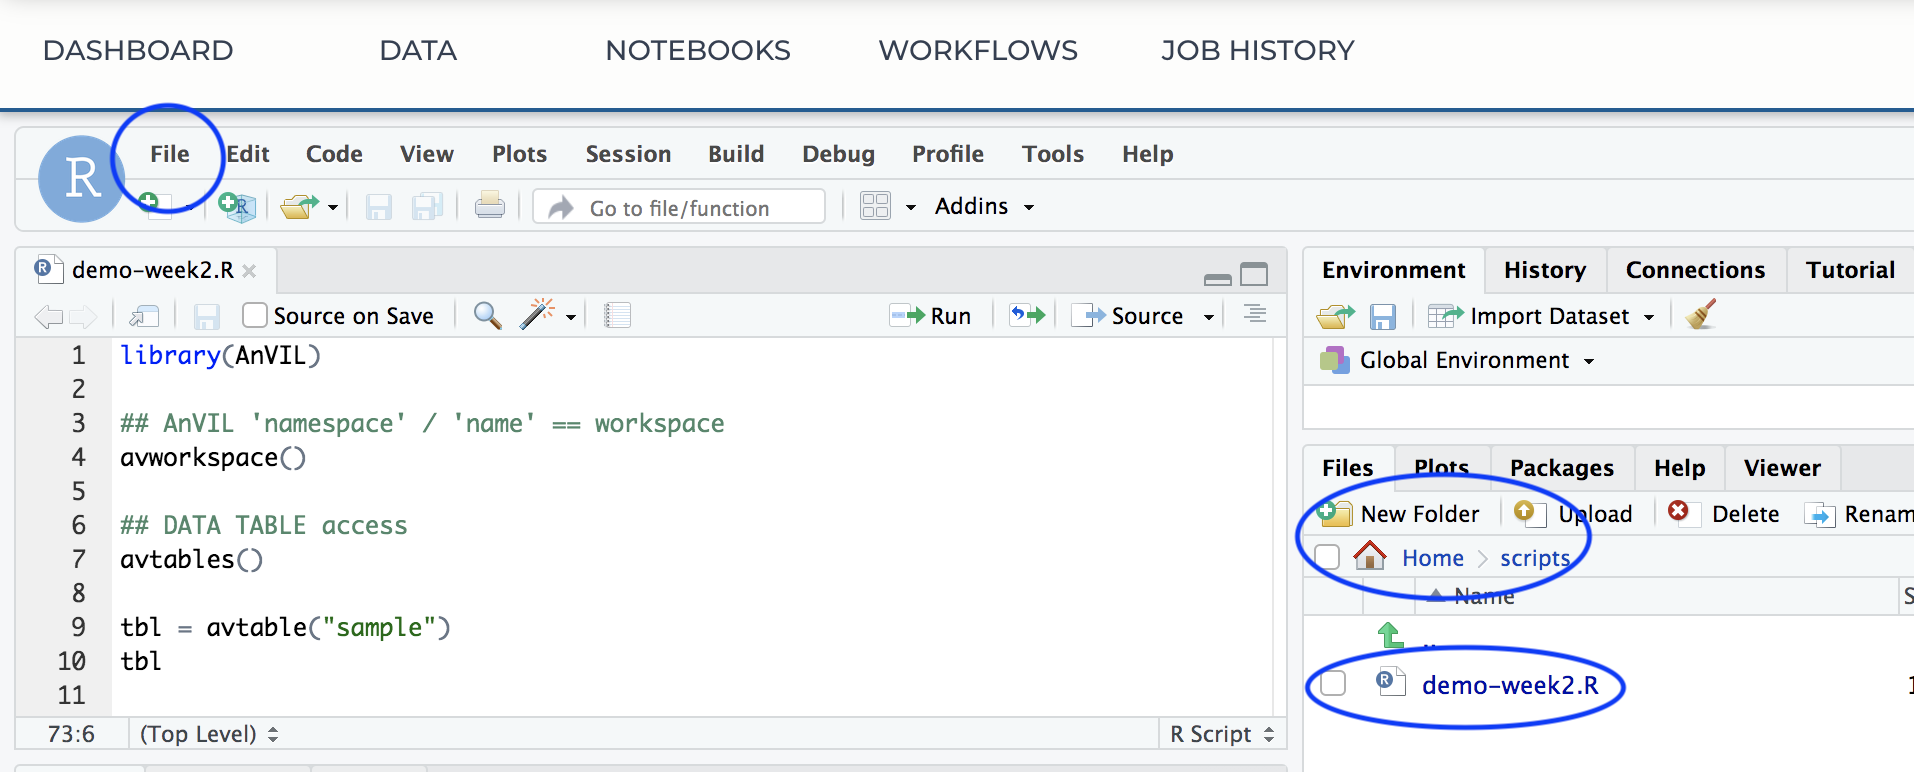 DASHBOARD DATA NOTEBOOKS WORKFLOWS JOB HISTORY
R File Edit Code View Plots Session Build Debug Profile Tools Help
R Go to file/function Addins
R demo-week2.R
Source on Save Run Source
1 library(AnVIL)
2
3 ## AnVIL 'namespace' / 'name' == workspace
4 avworkspace()
5
6 ## DATA TABLE access
7 avtables()
8
9 tbl = avtable("sample")
10 tbl
11
73:6 (Top Level) R Script
Environment History Connections Tutorial
Import Dataset
Global Environment
Files Plots Packages Help Viewer
New Folder Upload Delete Renam
Home scripts
Name S
..
R demo-week2.R 1